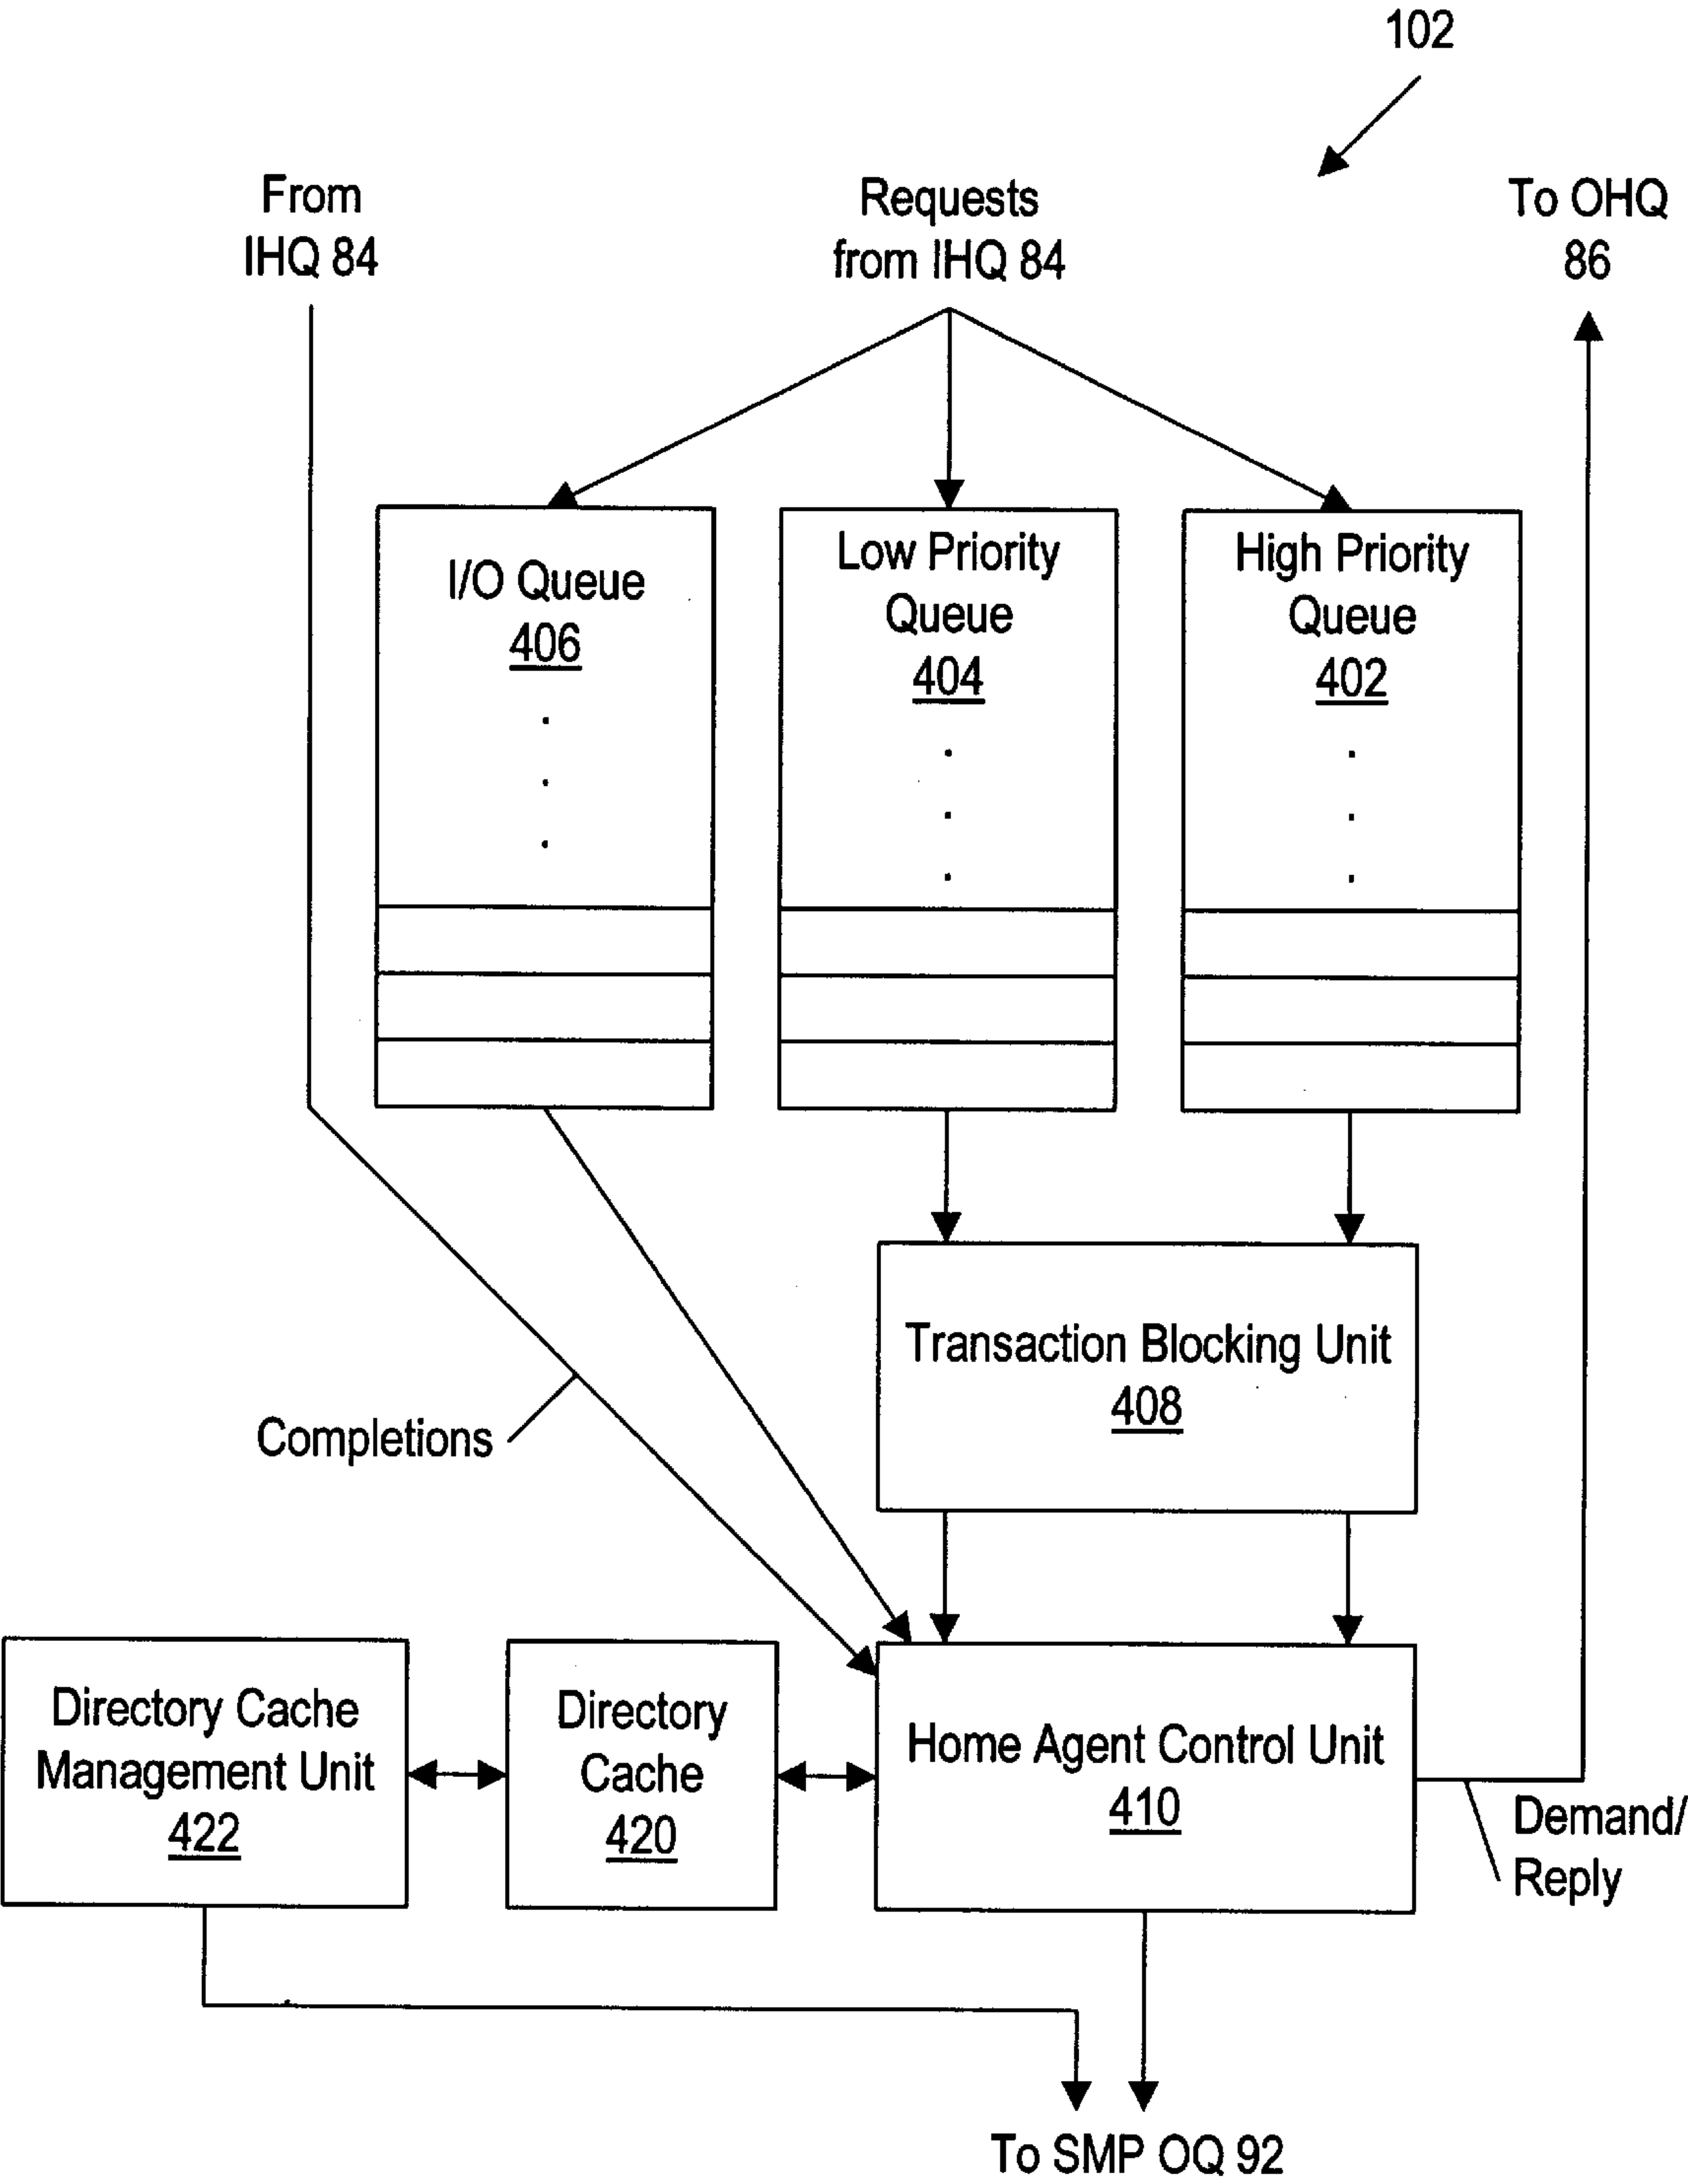 102
From
IHQ 84
Requests
from IHQ 84
To OHQ
86
I/O Queue
406
Low Priority
Queue
404
High Priority
Queue
402
Transaction Blocking Unit
408
Completions
Directory Cache
Management Unit
422
Directory
Cache
420
Home Agent Control Unit
410
Demand/
Reply
To SMP OQ 92